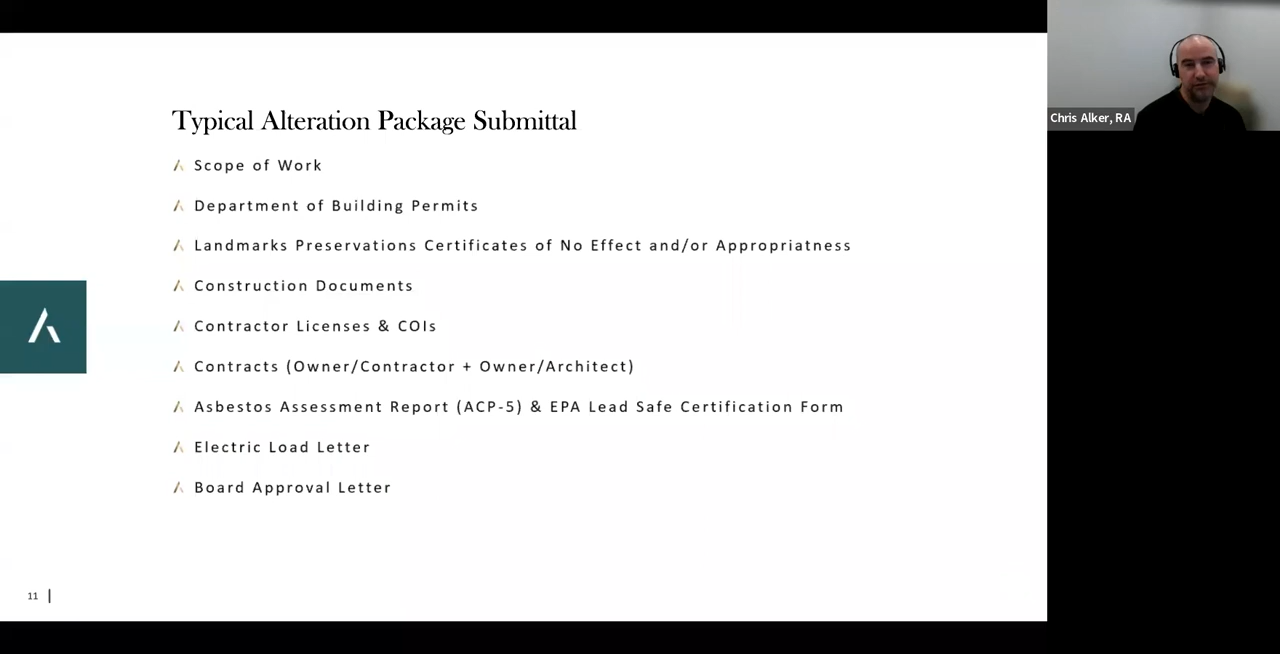 Typical Alteration Package Submittal
Scope of Work
Department of Building Permits
Landmarks Preservations Certificates of No Effect and/or Appropriatness
Construction Documents
Contractor Licenses & COIs
Contracts (Owner/Contractor + Owner/Architect)
Asbestos Assessment Report (ACP-5) & EPA Lead Safe Certification Form
Electric Load Letter
Board Approval Letter
11 |
Chris Alker, RA